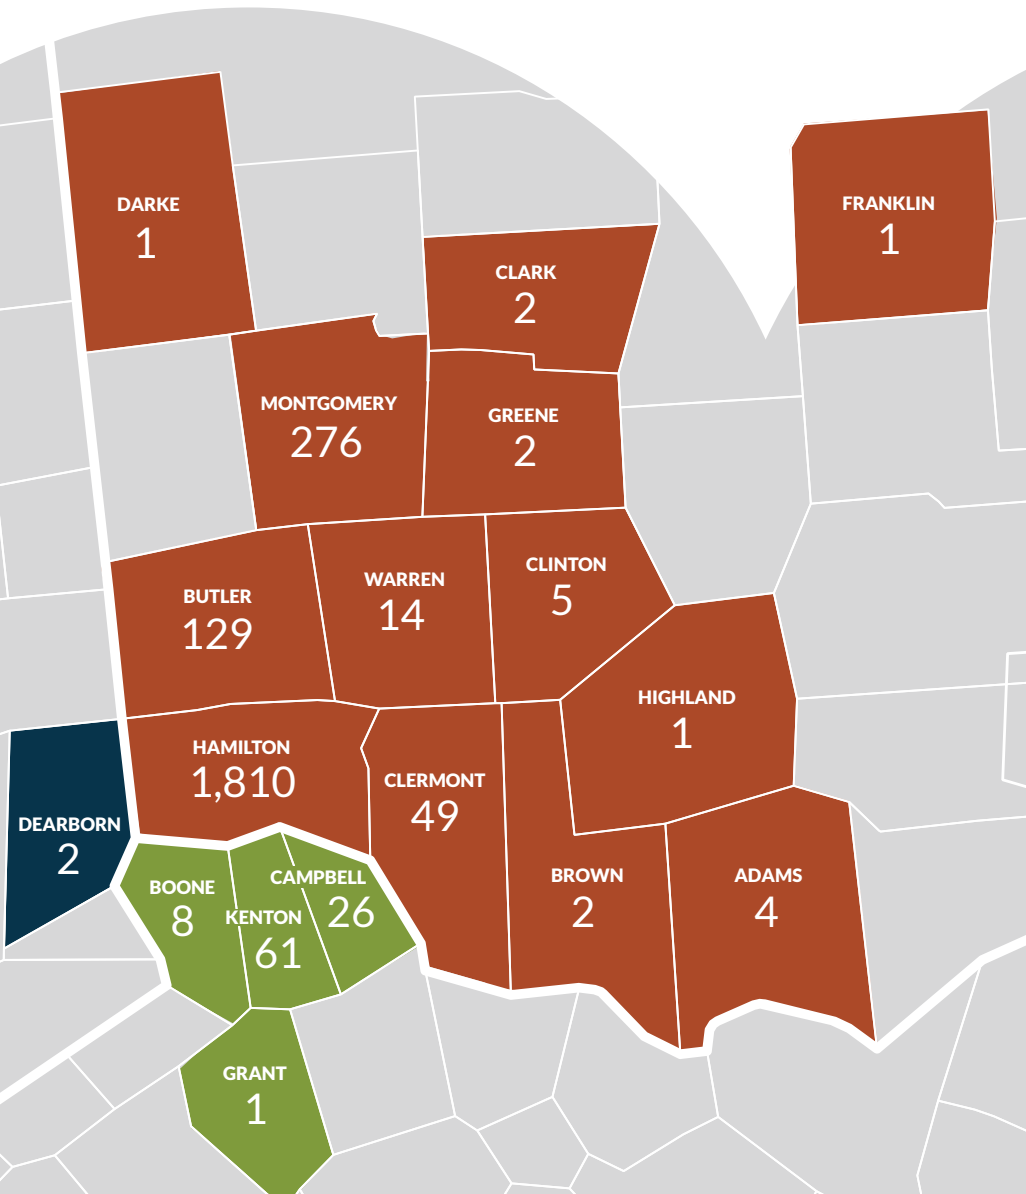 DARKE
1
FRANKLIN
1
CLARK
2
MONTGOMERY
276
GREENE
2
BUTLER
129
WARREN
14
CLINTON
5
HIGHLAND
1
HAMILTON
1,810
CLERMONT
49
DEARBORN
2
BOONE
8
KENTON
61
CAMPBELL
26
BROWN
2
ADAMS
4
GRANT
1